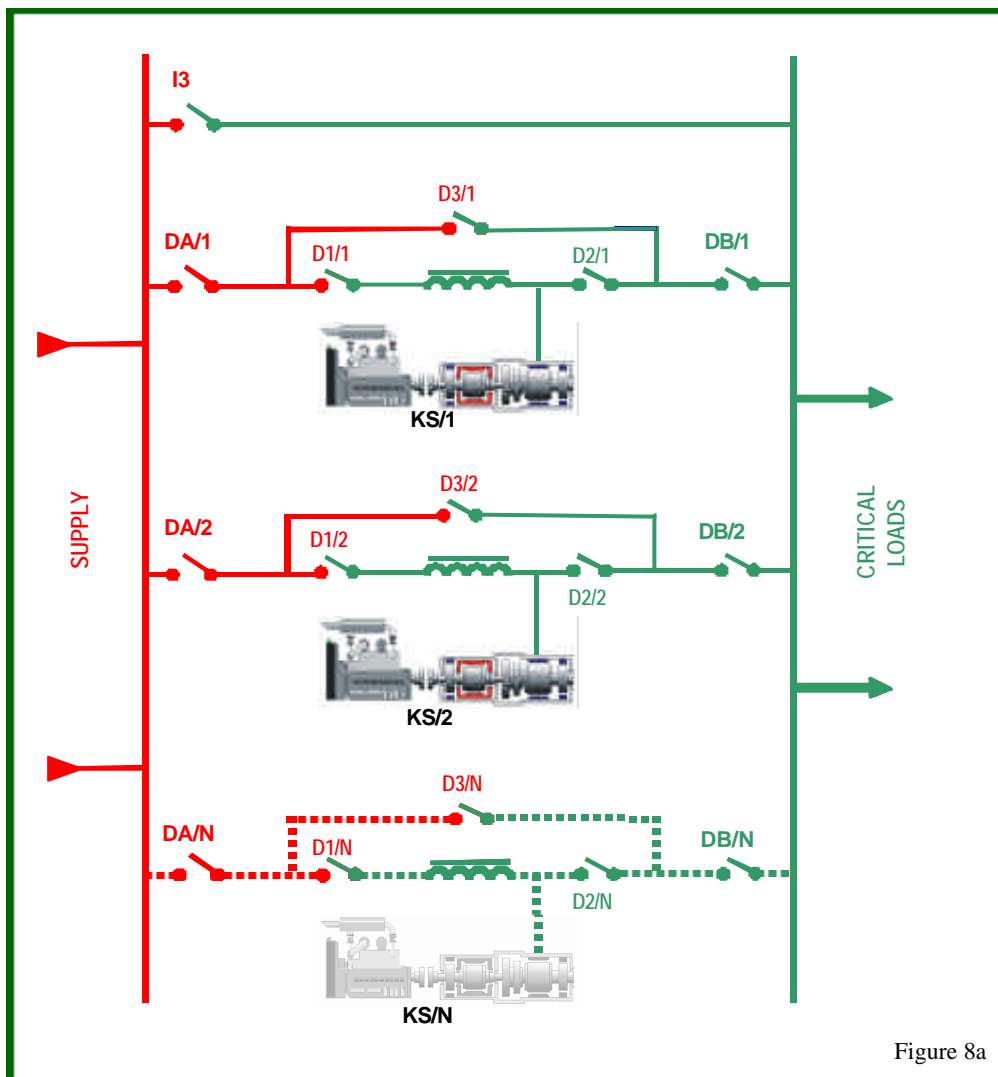 I3
D3/1
DA/1
D1/1
D2/1
DB/1
KS/1
SUPPLY
CRITICAL
LOADS
D3/2
DA/2
D1/2
DB/2
D2/2
KS/2
D3/N
DA/N
D1/N
DB/N
D2/N
KS/N
Figure 8a